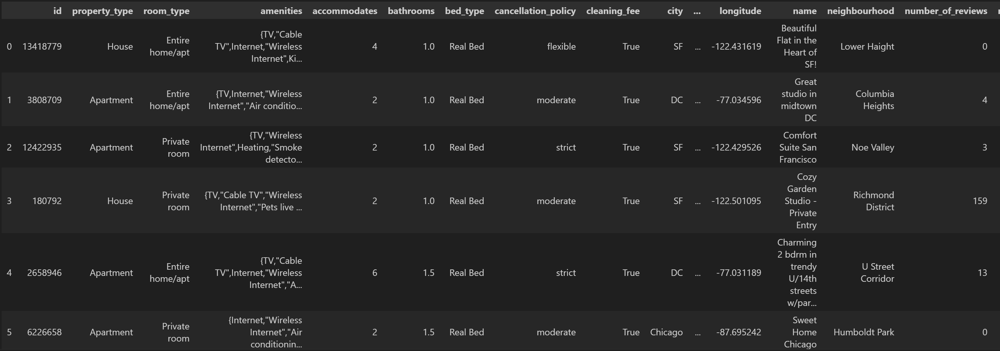 id property_type room_type amenities accommodates bathrooms bed_type cancellation_policy cleaning_fee city ... longitude name neighbourhood number_of_reviews
0 13418779 House Entire home/apt {TV,"Cable TV",Internet,"Wireless Internet",Ki... 4 1.0 Real Bed flexible True SF ... -122.431619 Beautiful Flat in the Heart of SF! Lower Haight 0
1 3808709 Apartment Entire home/apt {TV,Internet,"Wireless Internet","Air conditio... 2 1.0 Real Bed moderate True DC ... -77.034596 Great studio in midtown DC Columbia Heights 4
2 12422935 Apartment Private room {TV,"Wireless Internet",Heating,"Smoke detecto... 2 1.0 Real Bed strict True SF ... -122.429526 Comfort Suite San Francisco Noe Valley 3
3 180792 House Private room {TV,"Cable TV","Wireless Internet","Pets live ... 2 1.0 Real Bed moderate True SF ... -122.501095 Cozy Garden Studio - Private Entry Richmond District 159
4 2658946 Apartment Entire home/apt {TV,"Cable TV",Internet,"Wireless Internet","A... 6 1.5 Real Bed strict True DC ... -77.031189 Charming 2 bdrm in trendy U/14th streets w/par... U Street Corridor 13
5 6226658 Apartment Private room {Internet,"Wireless Internet","Air conditionin... 2 1.5 Real Bed moderate True Chicago ... -87.695242 Sweet Home Chicago Humboldt Park 0